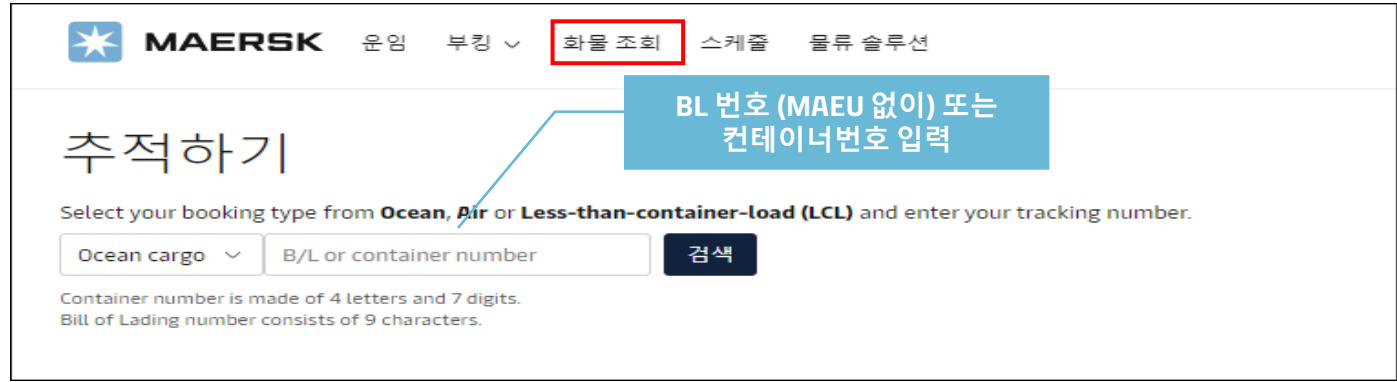 MAERSK 운임 부킹 화물 조회 스케줄 물류 솔루션
BL 번호 (MAEU 없이) 또는
컨테이너번호 입력
추적하기
Select your booking type from Ocean, Air or Less-than-container-load (LCL) and enter your tracking number.
Ocean cargo B/L or container number 검색
Container number is made of 4 letters and 7 digits.
Bill of Lading number consists of 9 characters.